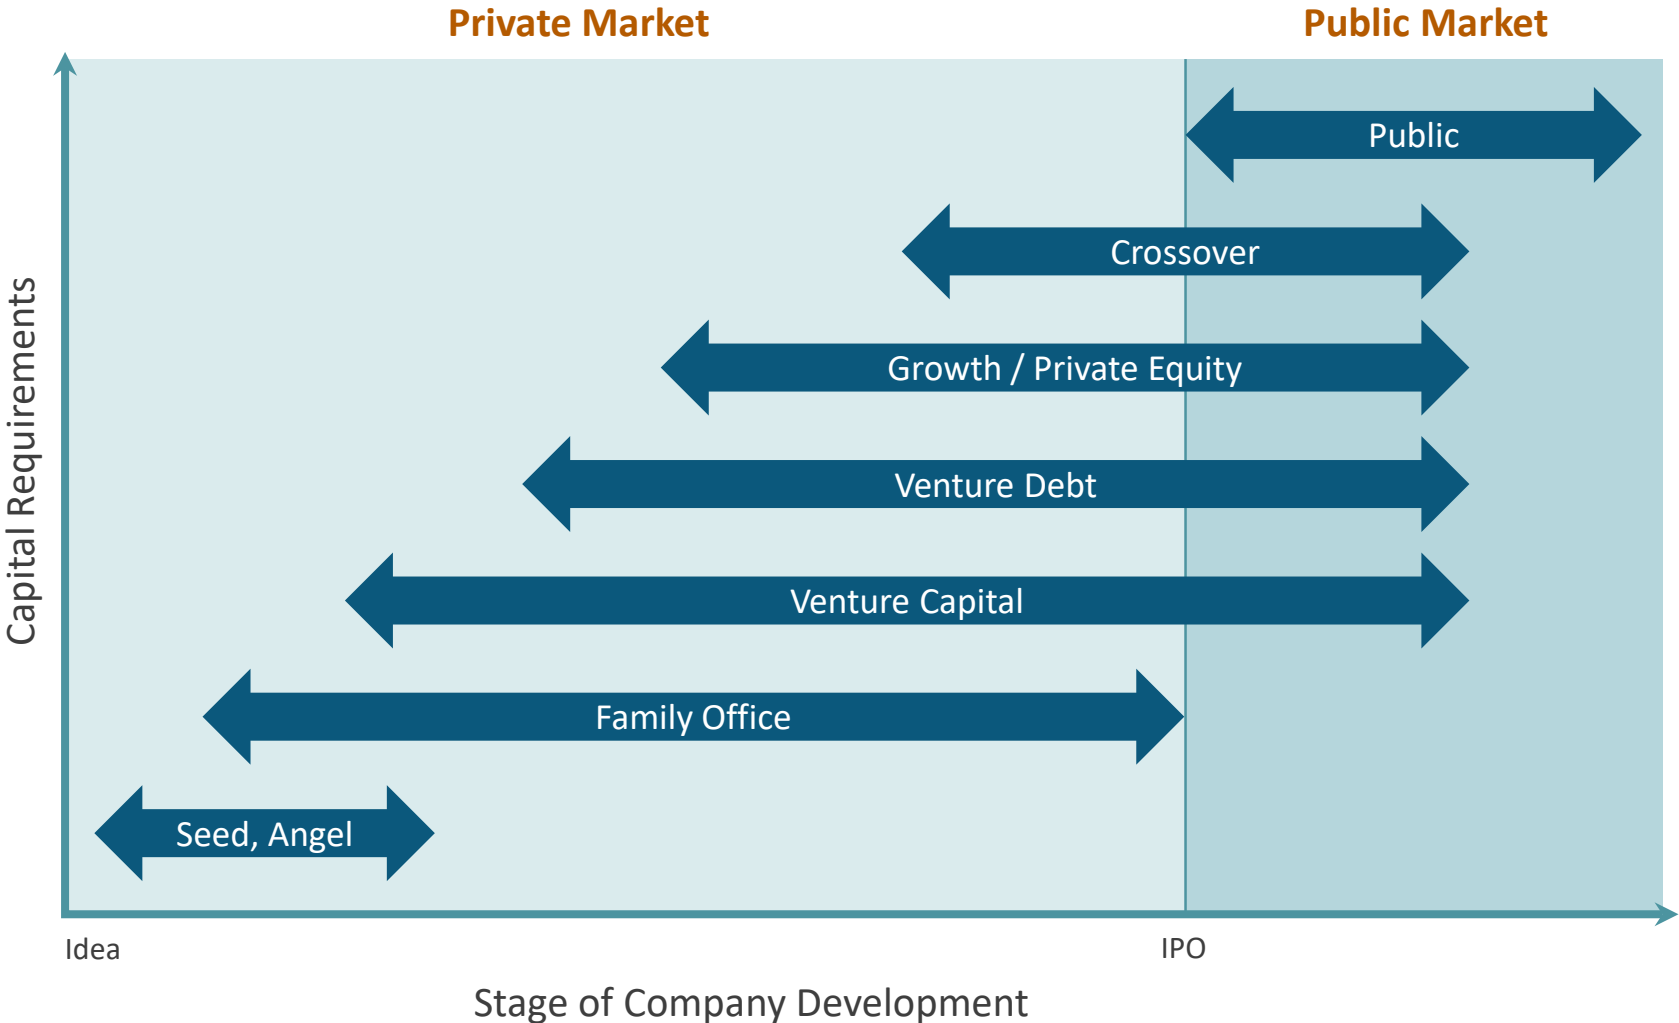 Private Market
Public Market
Public
Crossover
Growth / Private Equity
Venture Debt
Venture Capital
Family Office
Seed, Angel
Capital Requirements
Idea
IPO
Stage of Company Development